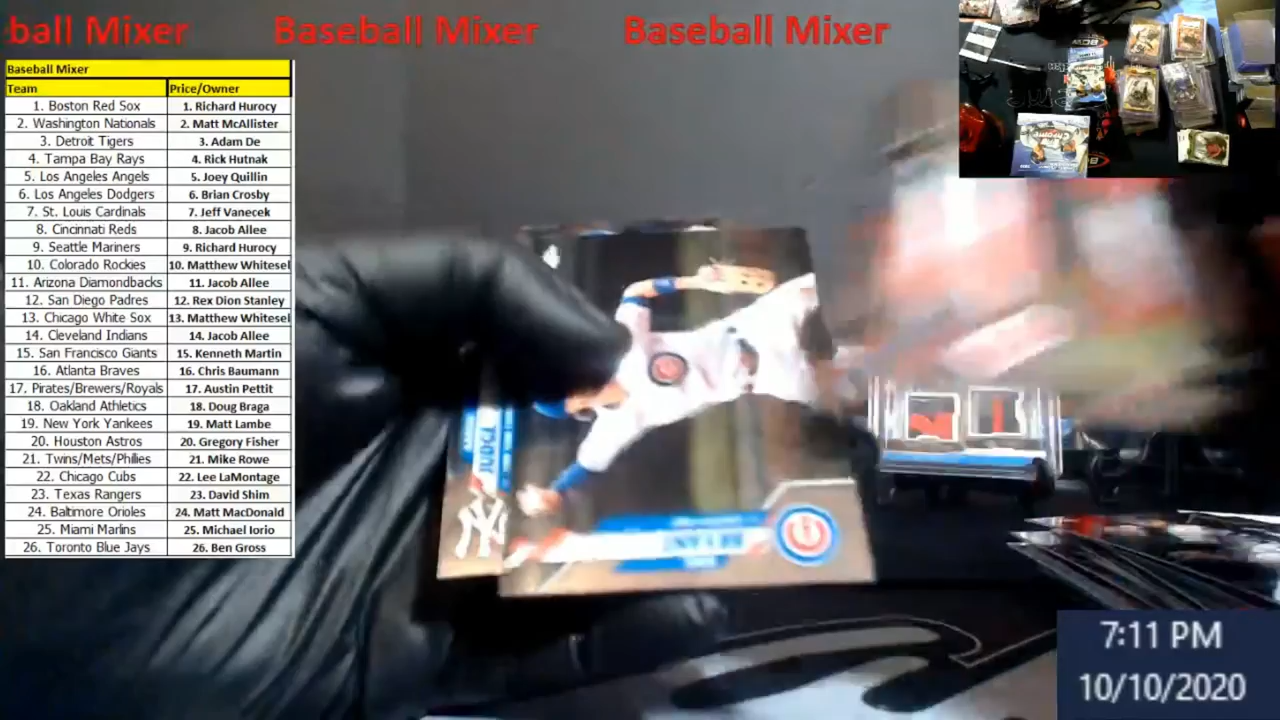 ball Mixer Baseball Mixer Baseball Mixer
Baseball Mixer
Team Price/Owner
1. Boston Red Sox 1. Richard Hurocy
2. Washington Nationals 2. Matt McAllister
3. Detroit Tigers 3. Adam De
4. Tampa Bay Rays 4. Rick Hutnak
5. Los Angeles Angels 5. Joey Quillin
6. Los Angeles Dodgers 6. Brian Crosby
7. St. Louis Cardinals 7. Jeff Vanecek
8. Cincinnati Reds 8. Jacob Allee
9. Seattle Mariners 9. Richard Hurocy
10. Colorado Rockies 10. Matthew Whitesel
11. Arizona Diamondbacks 11. Jacob Allee
12. San Diego Padres 12. Rex Dion Stanley
13. Chicago White Sox 13. Matthew Whitesel
14. Cleveland Indians 14. Jacob Allee
15. San Francisco Giants 15. Kenneth Martin
16. Atlanta Braves 16. Chris Baumann
17. Pirates/Brewers/Royals 17. Austin Pettit
18. Oakland Athletics 18. Doug Braga
19. New York Yankees 19. Matt Lambe
20. Houston Astros 20. Gregory Fisher
21. Twins/Mets/Phillies 21. Mike Rowe
22. Chicago Cubs 22. Lee LaMontage
23. Texas Rangers 23. David Shim
24. Baltimore Orioles 24. Matt MacDonald
25. Miami Marlins 25. Michael Iorio
26. Toronto Blue Jays 26. Ben Gross
JUDGE
NY
BRYANT
7:11 PM
10/10/2020